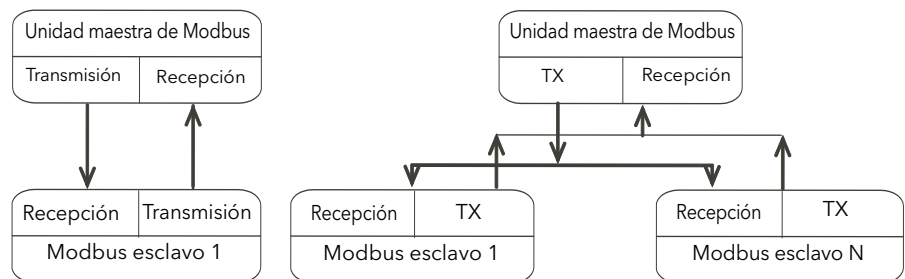 Unidad maestra de Modbus
Transmisión Recepción
Recepción Transmisión
Modbus esclavo 1
Unidad maestra de Modbus
TX Recepción
Recepción TX
Modbus esclavo 1
Recepción TX
Modbus esclavo N